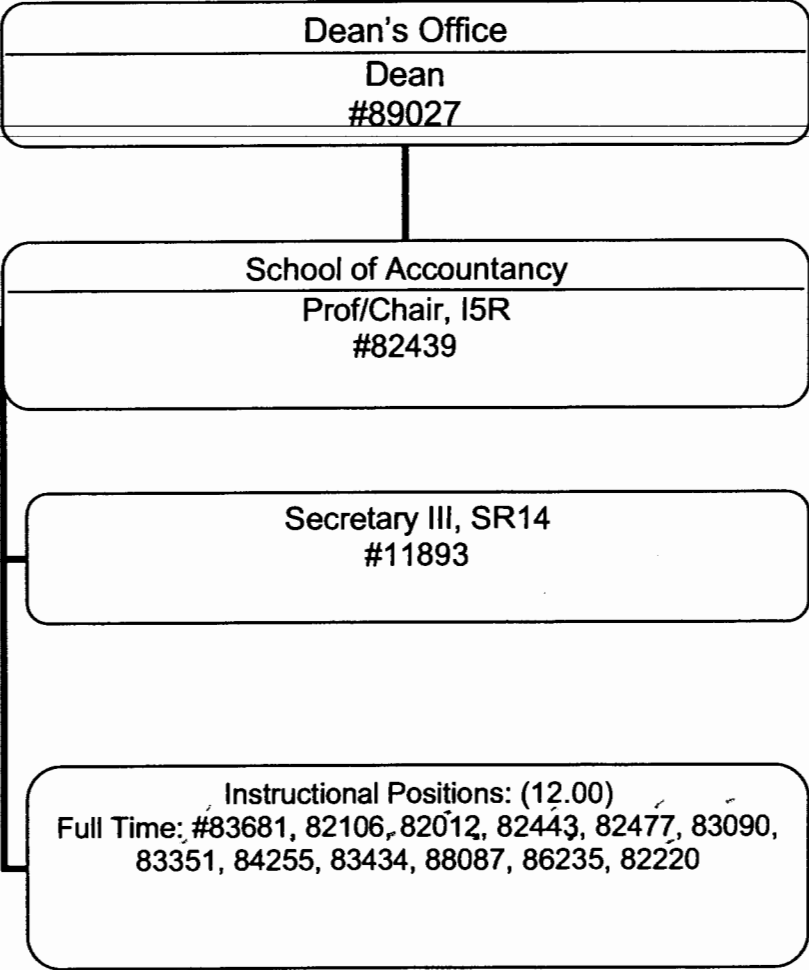 Dean's Office
Dean
#89027
School of Accountancy
Prof/Chair, I5R
#82439
Secretary III, SR14
#11893
Instructional Positions: (12.00)
Full Time: #83681, 82106, 82012, 82443, 82477, 83090,
83351, 84255, 83434, 88087, 86235, 82220